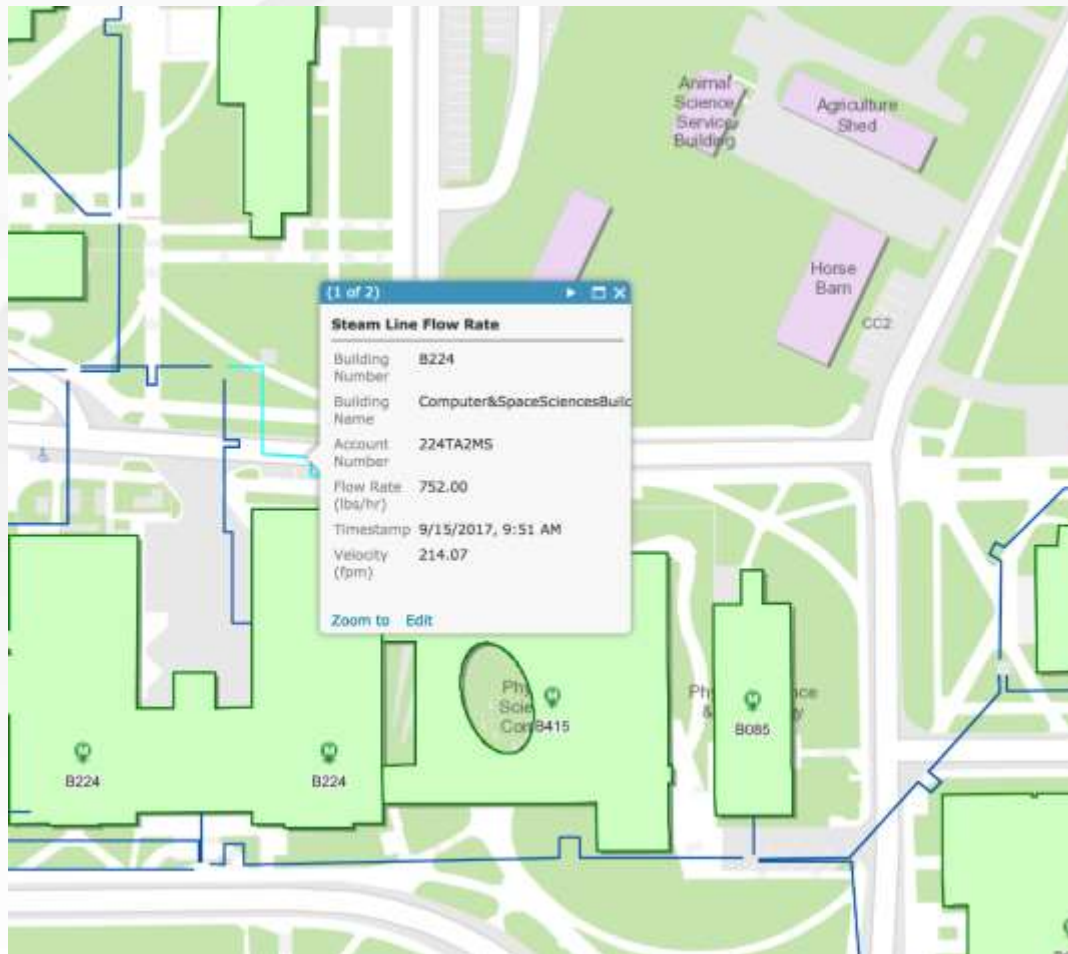 Animal
Science
Service
Building
Agriculture
Shed
Horse
Barn
CC2
(1 of 2)
Steam Line Flow Rate
Building
Number
B224
Building
Name
Computer&SpaceSciencesBuilc
Account
Number
224TA2MS
Flow Rate
(lbs/hr)
752.00
Timestamp 9/15/2017, 9:51 AM
Velocity
(fpm)
214.07
Zoom to Edit
M
B224
M
B224
M
B415
M
B085